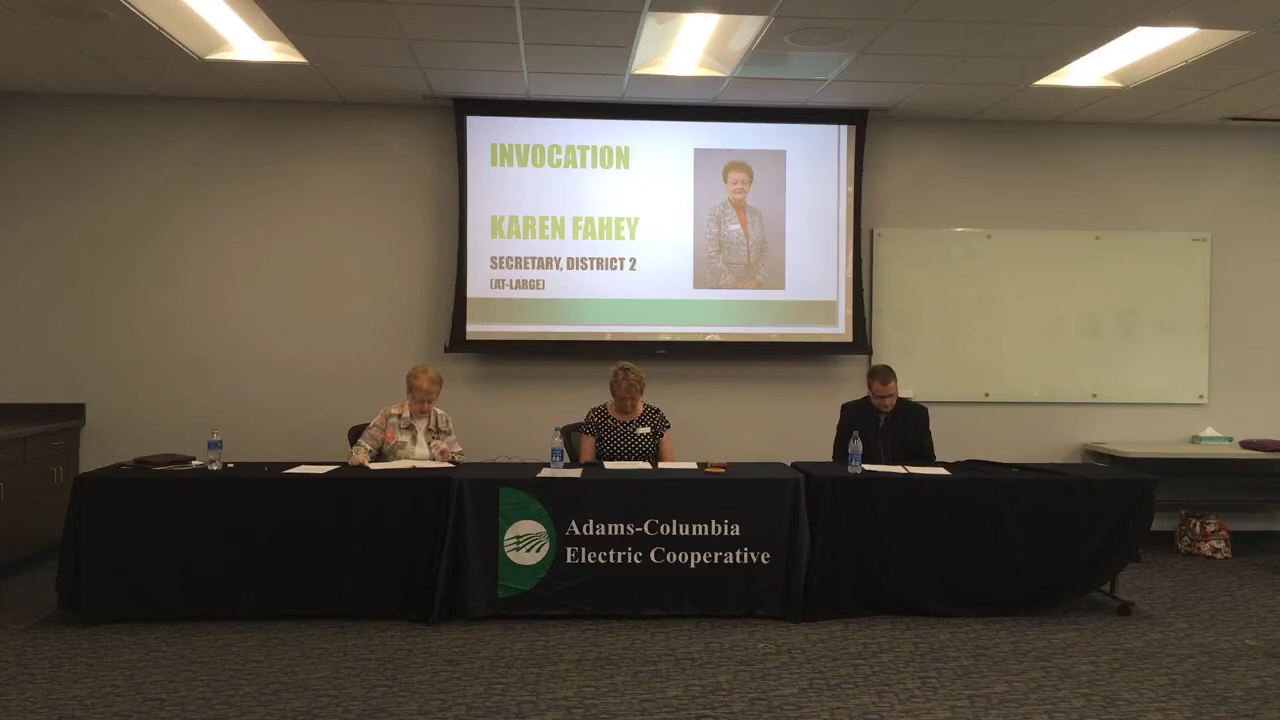 INVOCATION
KAREN FAHEY
SECRETARY, DISTRICT 2
(AT-LARGE)
Adams-Columbia
Electric Cooperative